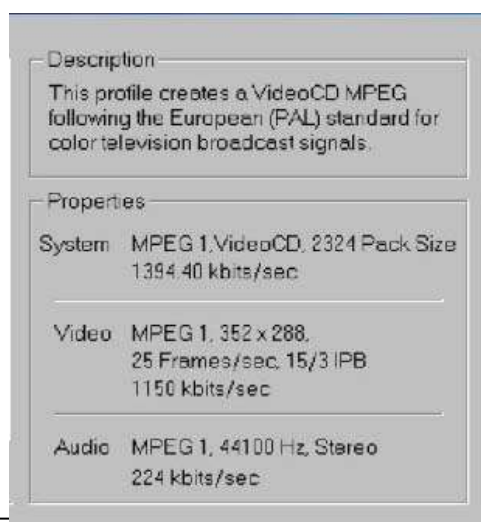 Description
This profile creates a VideoCD MPEG
following the European (PAL) standard for
color television broadcast signals.
Properties
System MPEG 1,VideoCD, 2324 Pack Size
1394.40 kbits/sec
Video MPEG 1, 352 x 288,
25 Frames/sec, 15/3 IPB
1150 kbits/sec
Audio MPEG 1, 44100 Hz, Stereo
224 kbits/sec